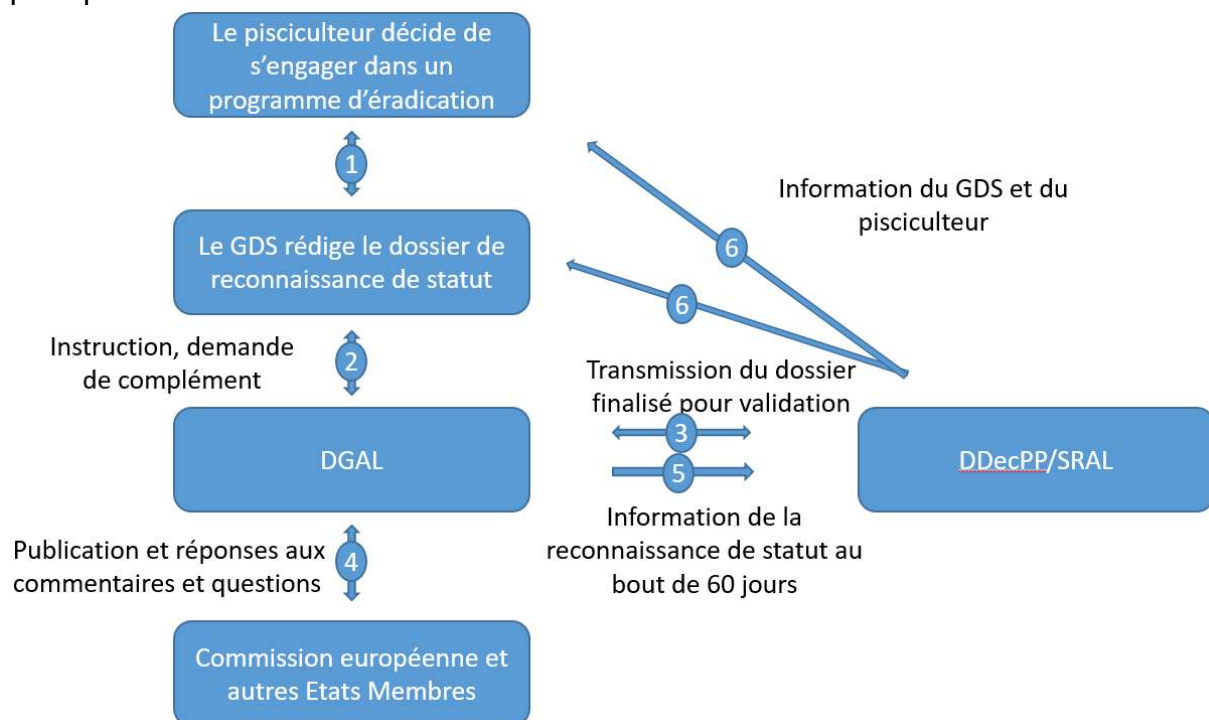 Le pisciculteur décide de
s'engager dans un
programme d'éradication
1
Information du GDS et du
pisciculteur
Le GDS rédige le dossier de
reconnaissance de statut
6
6
Instruction, demande
de complément
2
Transmission du dossier
finalisé pour validation
3
DGAL
DDecPP/SRAL
5
Information de la
reconnaissance de statut au
bout de 60 jours
Publication et réponses aux
commentaires et questions
4
Commission européenne et
autres Etats Membres